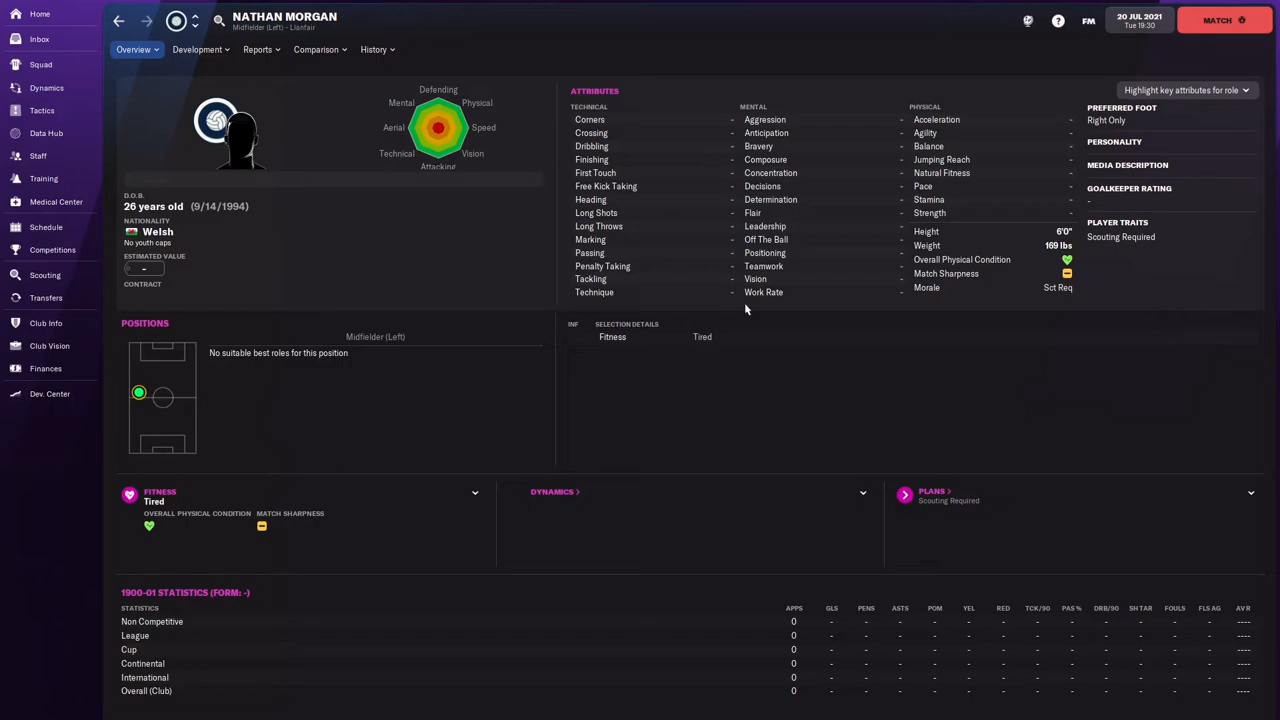 Home
Inbox
Squad
Dynamics
Tactics
Data Hub
Staff
Training
Medical Center
Schedule
Competitions
Scouting
Transfers
Club Info
Club Vision
Finances
Dev. Center
NATHAN MORGAN
Midfielder (Left) - Llanfair
? FM 20 JUL 2021 MATCH
Tue 19:30
Overview Development Reports Comparison History
Highlight key attributes for role
Defending
Mental Physical
Aerial Speed
Technical Vision
Attacking
D.O.B.
26 years old (9/14/1994)
NATIONALITY
Welsh
No youth caps
ESTIMATED VALUE
-
CONTRACT
ATTRIBUTES
TECHNICAL MENTAL PHYSICAL
Corners - Aggression - Acceleration -
Crossing - Anticipation - Agility -
Dribbling - Bravery - Balance -
Finishing - Composure - Jumping Reach -
First Touch - Concentration - Natural Fitness -
Free Kick Taking - Decisions - Pace -
Heading - Determination - Stamina -
Long Shots - Flair - Strength -
Long Throws - Leadership - Height 6'0"
Marking - Off The Ball - Weight 169 lbs
Passing - Positioning - Overall Physical Condition
Penalty Taking - Teamwork - Match Sharpness
Tackling - Vision - Morale Sct Req
Technique - Work Rate -
PREFERRED FOOT
Right Only
PERSONALITY
MEDIA DESCRIPTION
GOALKEEPER RATING
-
PLAYER TRAITS
Scouting Required
POSITIONS
Midfielder (Left)
No suitable best roles for this position
INF SELECTION DETAILS
Fitness Tired
FITNESS
Tired
OVERALL PHYSICAL CONDITION MATCH SHARPNESS
DYNAMICS >
PLANS >
Scouting Required
1900-01 STATISTICS (FORM: -)
STATISTICS APPS GLS PENS ASTS POM YEL RED TCK/90 PAS % DRB/90 SH TAR FOULS FLS AG AV R
Non Competitive 0 - - - - - - - - - - - - ----
League 0 - - - - - - - - - - - - ----
Cup 0 - - - - - - - - - - - - ----
Continental 0 - - - - - - - - - - - - ----
International 0 - - - - - - - - - - - - ----
Overall (Club) 0 - - - - - - - - - - - - ----